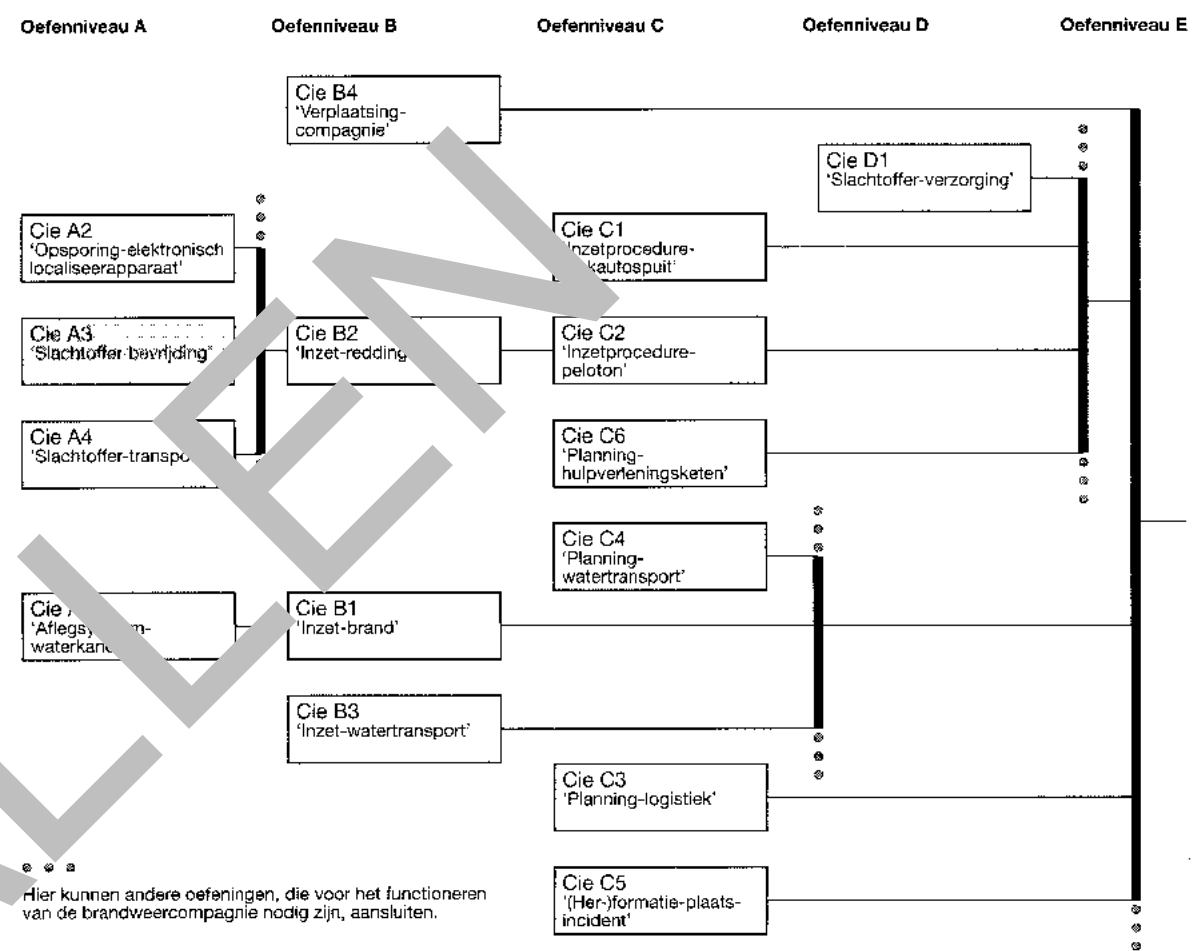 Oefenniveau A
Oefenniveau B
Oefenniveau C
Oefenniveau D
Oefenniveau E
Cie B4
'Verplaatsing-
compagnie'
Cie D1
'Slachtoffer-verzorging'
Cie A2
'Opsporing-elektronisch
localiseerapparaat'
Cie C1
'Inzetprocedure-
Cie A3
'Slachtoffer-bevrijding'
Cie B2
'Inzet-redding
Cie C2
'Inzetprocedure-
peloton'
Cie A4
Cie C6
'Planning-
hulpverleningsketen'
Cie C4
'Planning-
watertransport'
Cie
Cie B1
'Inzet-brand'
Cie B3
'Inzet-watertransport'
Cie C3
'Planning-logistiek'
Cie C5
'(Her-)formatie-plaats-
incident'
Hier kunnen andere oefeningen, die voor het functioneren
van de brandweercompagnie nodig zijn, aansluiten.